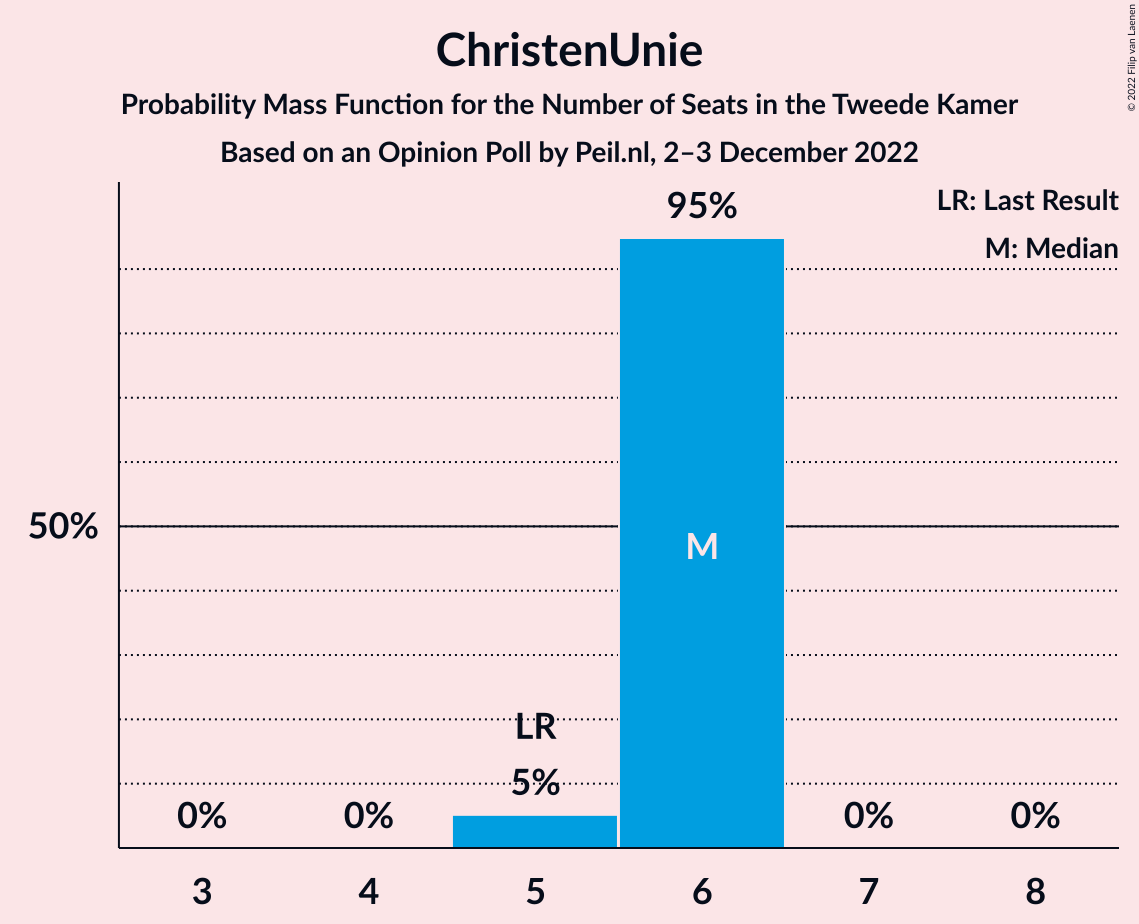 ChristenUnie
Probability Mass Function for the Number of Seats in the Tweede Kamer
Based on an Opinion Poll by Peil.nl, 2–3 December 2022
© 2022 Filip van Laenen
LR: Last Result
M: Median
95%
50%
M
LR
5%
0%
0%
0%
0%
3 4 5 6 7 8